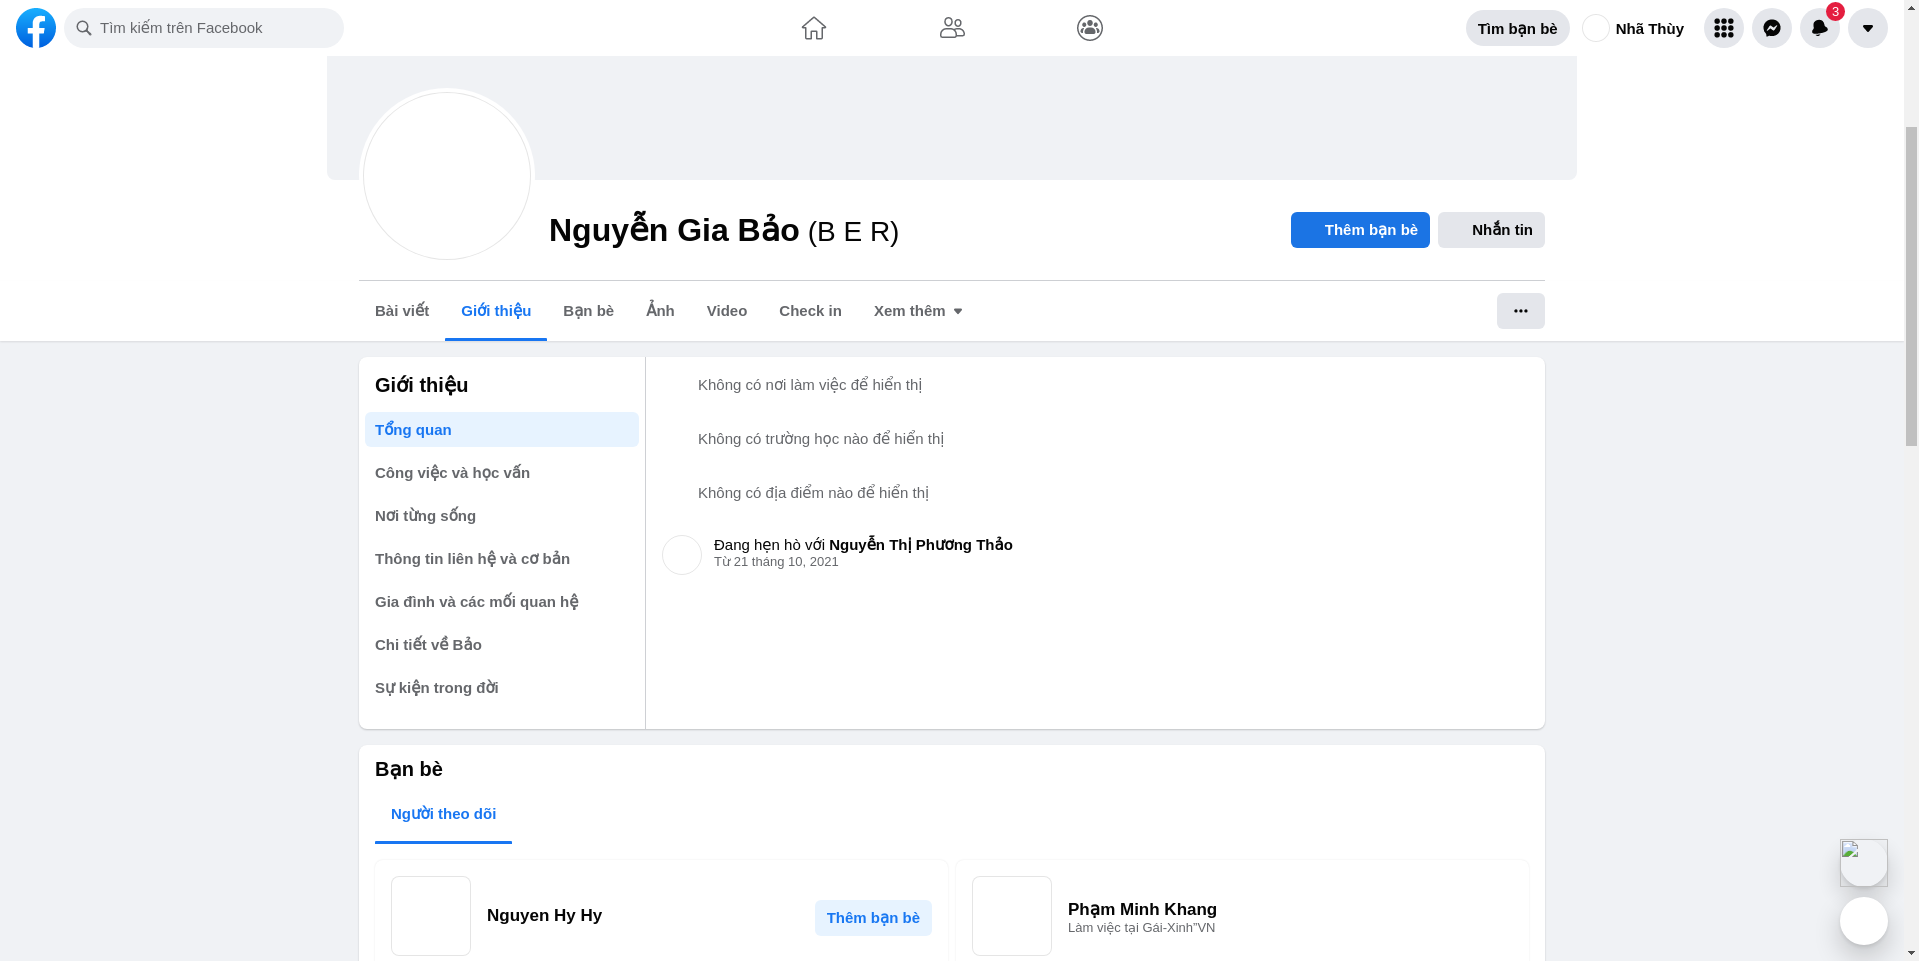 Tìm kiếm trên Facebook
Tìm bạn bè
Nhã Thùy
3
Nguyễn Gia Bảo (B E R)
Thêm bạn bè
Nhắn tin
Bài viết
Giới thiệu
Bạn bè
Ảnh
Video
Check in
Xem thêm
Giới thiệu
Tổng quan
Công việc và học vấn
Nơi từng sống
Thông tin liên hệ và cơ bản
Gia đình và các mối quan hệ
Chi tiết về Bảo
Sự kiện trong đời
Không có nơi làm việc để hiển thị
Không có trường học nào để hiển thị
Không có địa điểm nào để hiển thị
Đang hẹn hò với Nguyễn Thị Phương Thảo
Từ 21 tháng 10, 2021
Bạn bè
Người theo dõi
Nguyen Hy Hy
Thêm bạn bè
Phạm Minh Khang
Làm việc tại Gái-Xinh"VN